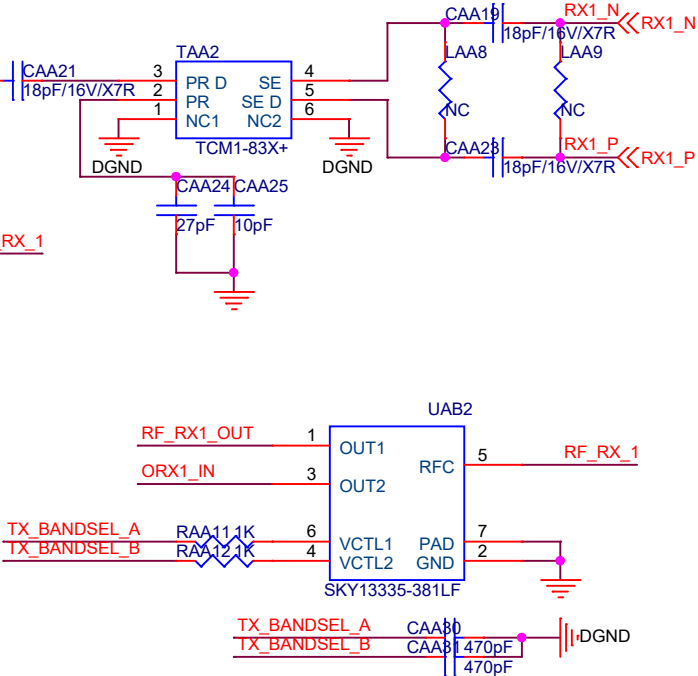 CAA19
RX1_N
RX1_N
18pF/16V/X7R
TAA2
LAA8
LAA9
CAA21
3
PR D
SE
4
18pF/16V/X7R
2
PR
SE D
5
1
NC1
NC2
6
NC
NC
TCM1-83X+
CAA23
RX1_P
RX1_P
DGND
DGND
18pF/16V/X7R
CAA24
CAA25
27pF
10pF
RX_1
UAB2
RF_RX1_OUT
1
OUT1
5
RF_RX_1
RFC
ORX1_IN
3
OUT2
TX_BANDSEL_A
RAA11
1K
6
VCTL1
PAD
7
TX_BANDSEL_B
RAA12
1K
4
VCTL2
GND
2
SKY13335-381LF
TX_BANDSEL_A
CAA30
DGND
TX_BANDSEL_B
CAA31
470pF
470pF